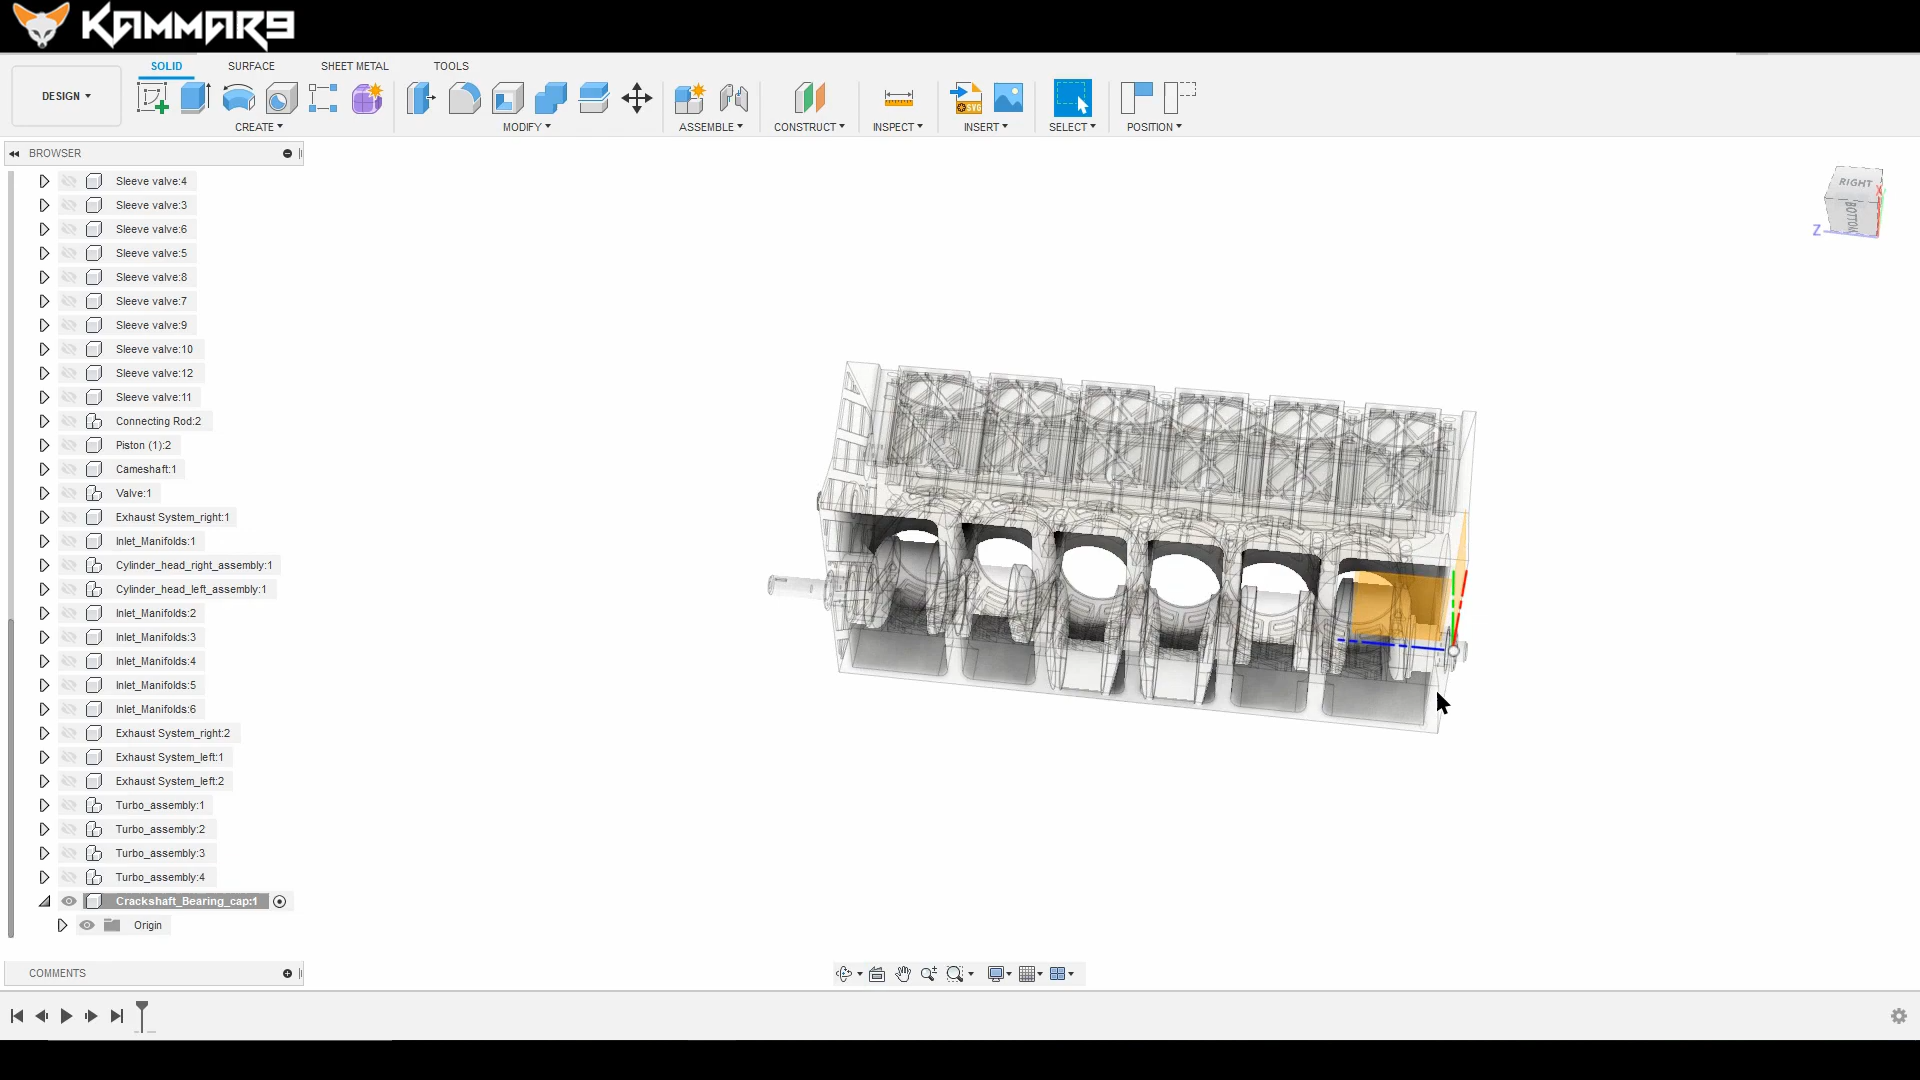 KAMMAR9
SOLID SURFACE SHEET METAL TOOLS
DESIGN
CREATE MODIFY ASSEMBLE CONSTRUCT INSPECT INSERT SELECT POSITION
SVG
BROWSER
Sleeve valve:4
Sleeve valve:3
Sleeve valve:6
Sleeve valve:5
Sleeve valve:8
Sleeve valve:7
Sleeve valve:9
Sleeve valve:10
Sleeve valve:12
Sleeve valve:11
Connecting Rod:2
Piston (1):2
Cameshaft:1
Valve:1
Exhaust System_right:1
Inlet_Manifolds:1
Cylinder_head_right_assembly:1
Cylinder_head_left_assembly:1
Inlet_Manifolds:2
Inlet_Manifolds:3
Inlet_Manifolds:4
Inlet_Manifolds:5
Inlet_Manifolds:6
Exhaust System_right:2
Exhaust System_left:1
Exhaust System_left:2
Turbo_assembly:1
Turbo_assembly:2
Turbo_assembly:3
Turbo_assembly:4
Crackshaft_Bearing_cap:1
Origin
COMMENTS
RIGHT
X
BOTTOM
Z